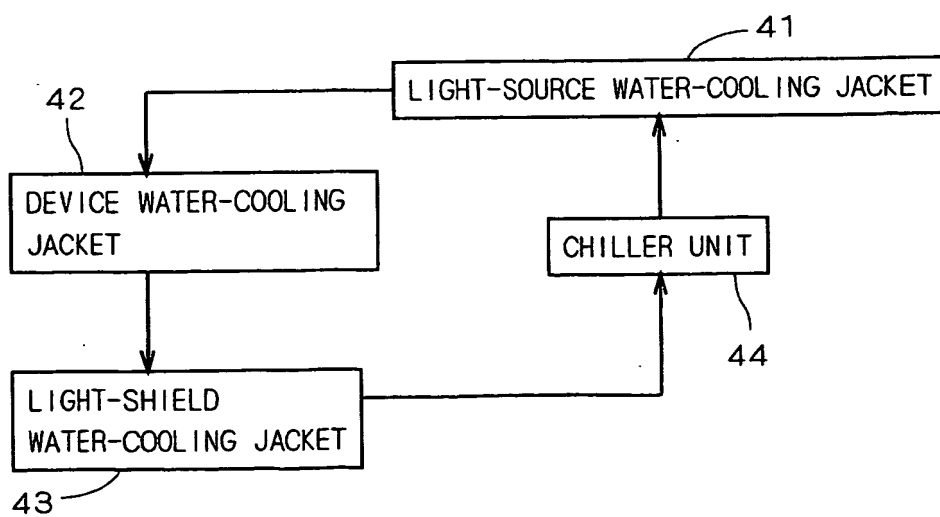 41
LIGHT-SOURCE WATER-COOLING JACKET
42
DEVICE WATER-COOLING
JACKET
CHILLER UNIT
44
LIGHT-SHIELD
WATER-COOLING JACKET
43